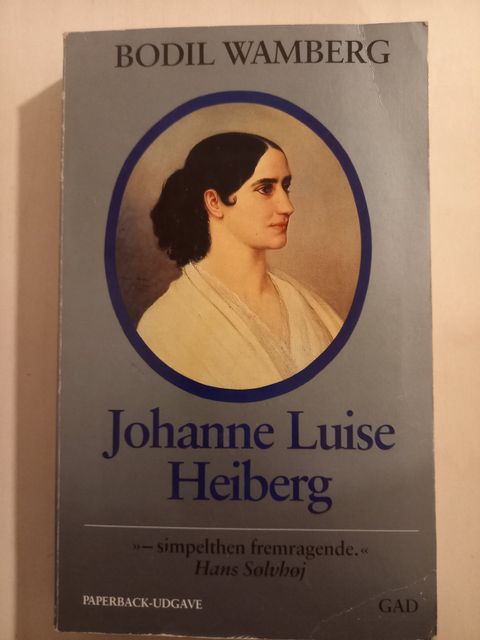 BODIL WAMBERG
Johanne Luise
Heiberg
»– simpelthen fremragende.«
Hans Sølvhøj
PAPERBACK-UDGAVE
GAD